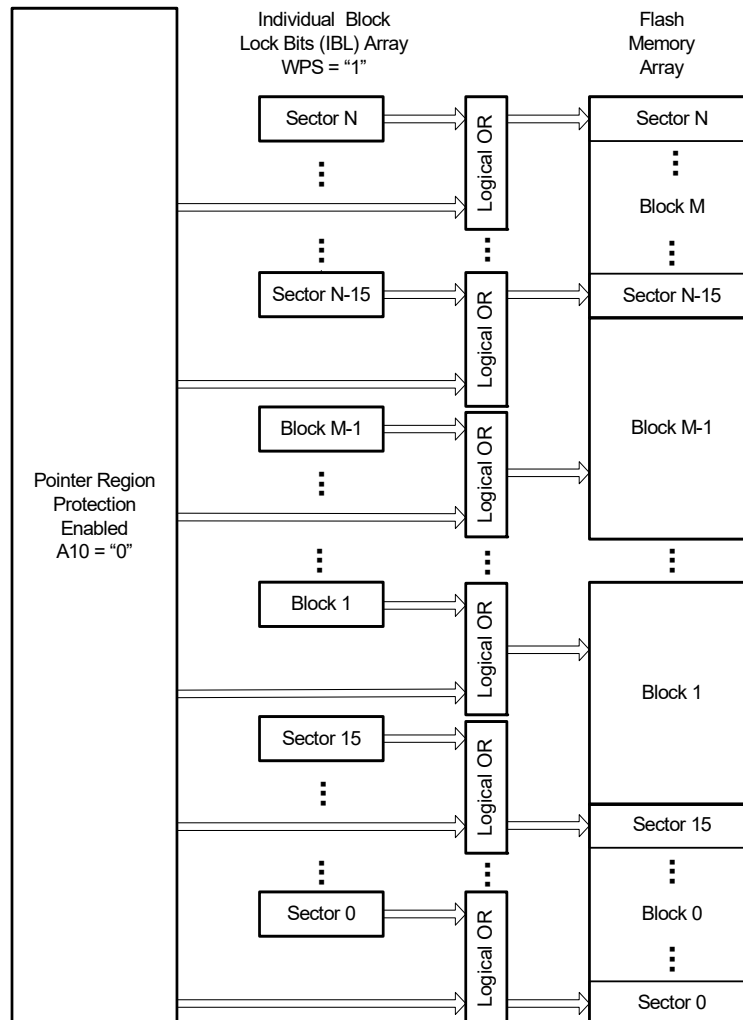 Individual Block
Lock Bits (IBL) Array
WPS = “1”
Flash
Memory
Array
Pointer Region
Protection
Enabled
A10 = “0”
Sector N
Logical OR
Sector N
Block M
Sector N-15
Logical OR
Sector N-15
Block M-1
Logical OR
Block M-1
Block 1
Logical OR
Block 1
Sector 15
Logical OR
Sector 15
Block 0
Sector 0
Logical OR
Sector 0